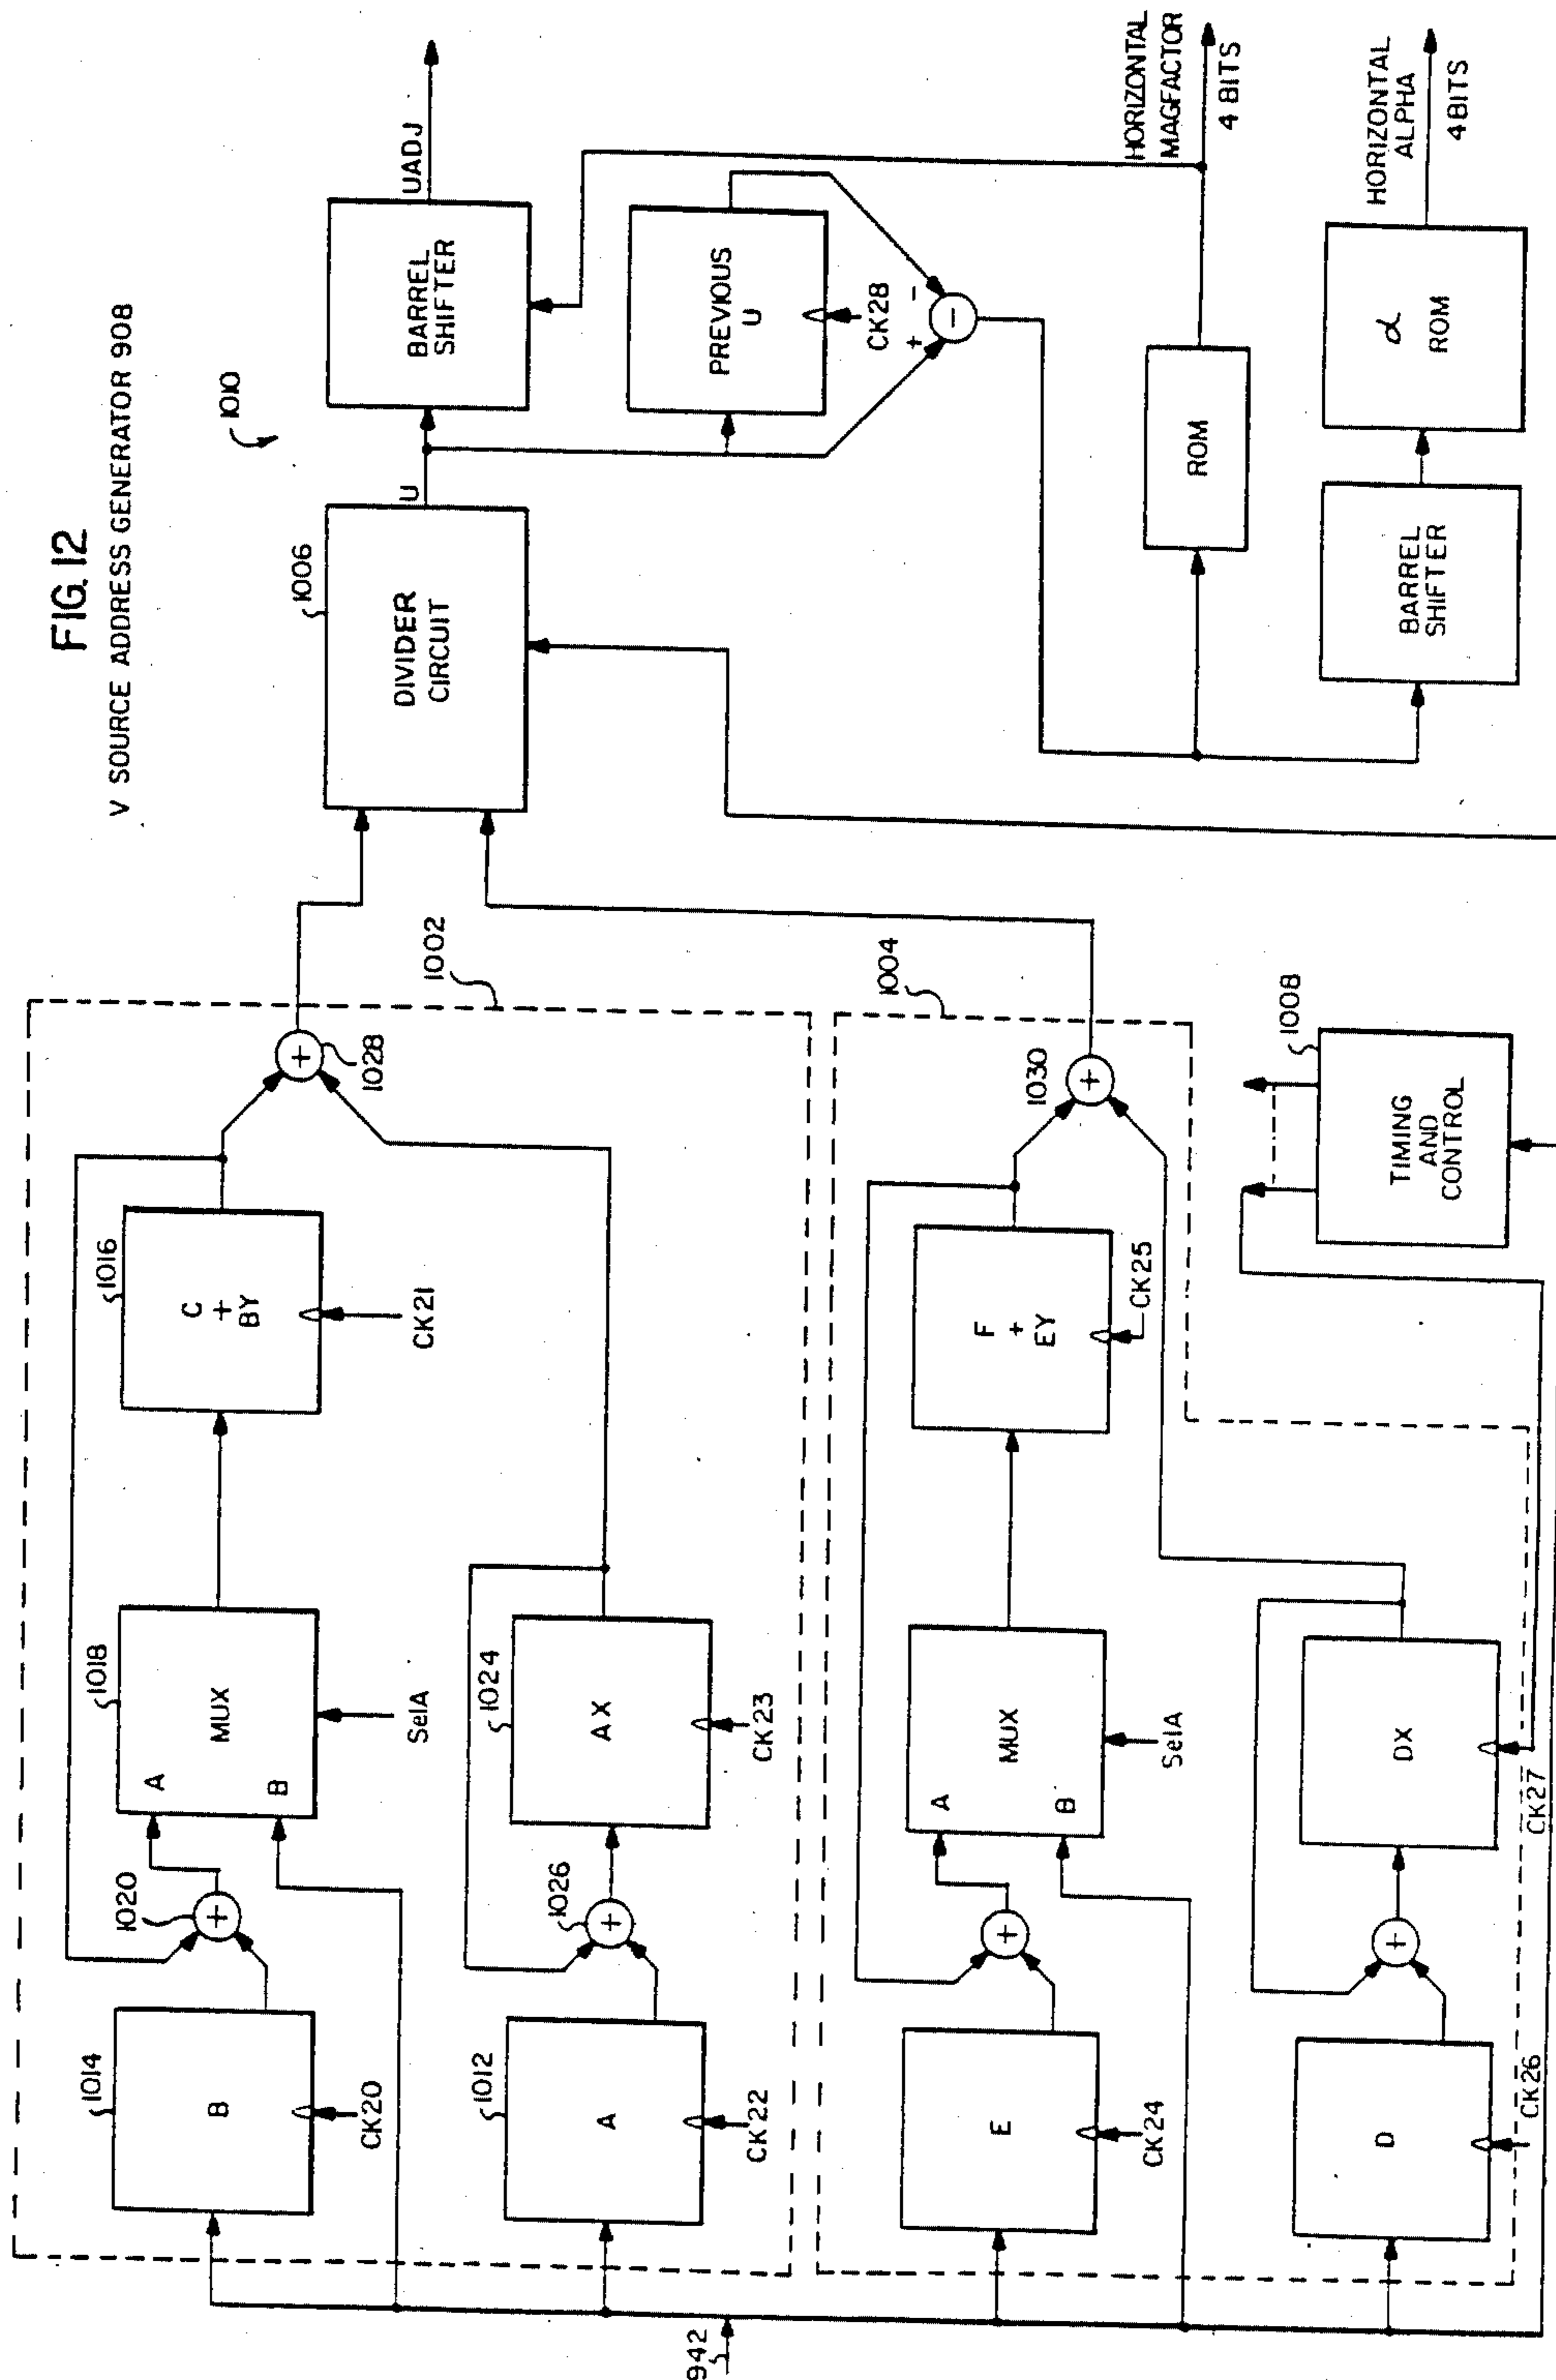 FIG. 12
V SOURCE ADDRESS GENERATOR 908
1010
1014
B
CK20
1020
1018
A
B
MUX
SelA
1016
C
+
BY
CK21
+
+
1028
1002
1012
A
CK22
1026
+
1024
AX
CK23
942
E
CK24
+
A
B
MUX
SelA
F
+
EY
CK25
1030
+
1004
D
CK26
+
DX
CK27
1008
TIMING
AND
CONTROL
1006
DIVIDER
CIRCUIT
U
BARREL
SHIFTER
UADJ
PREVIOUS
U
CK28
+
-
-
ROM
HORIZONTAL
MAGFACTOR
4 BITS
BARREL
SHIFTER
α
ROM
HORIZONTAL
ALPHA
4 BITS